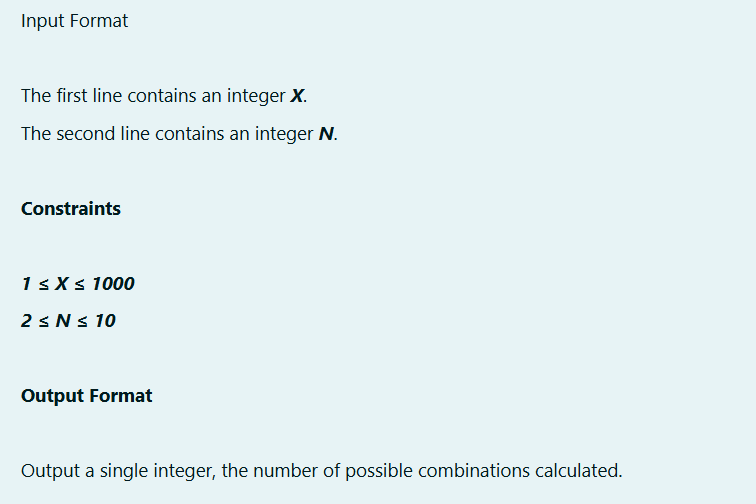 Input Format
The first line contains an integer X.
The second line contains an integer N.
Constraints
1 ≤ X ≤ 1000
2 ≤ N ≤ 10
Output Format
Output a single integer, the number of possible combinations calculated.